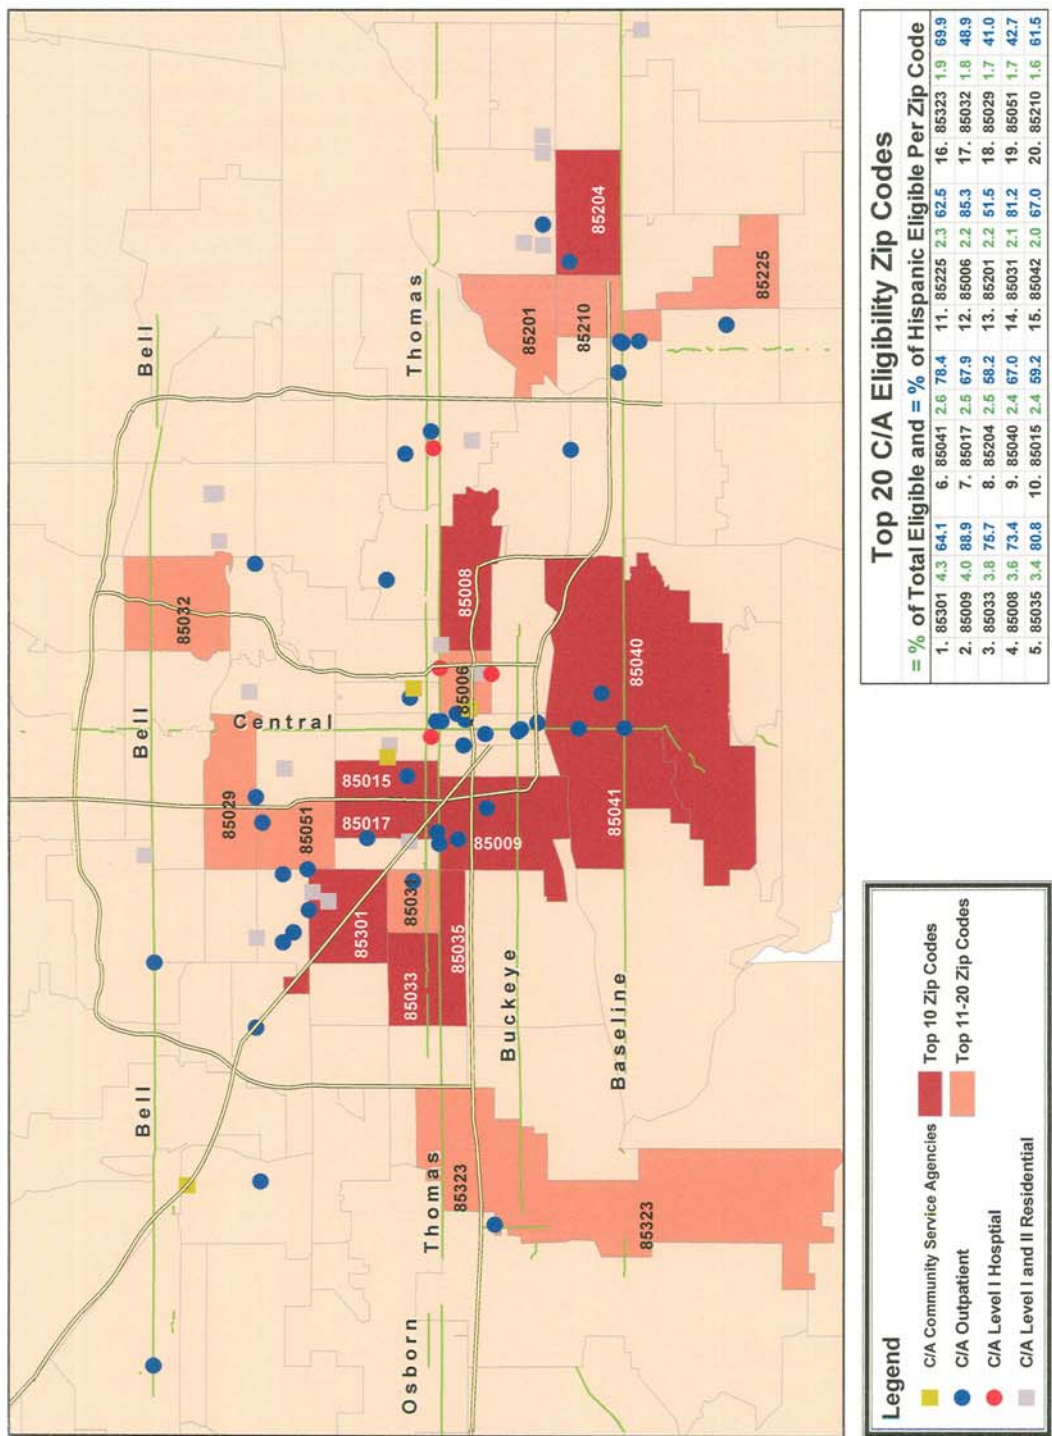 Bell
Bell
Bell
Central
Thomas
Thomas
Osborn
Buckeye
Baseline
85032
85029
85051
85015
85017
85301
85031
85033
85035
85009
85006
85008
85040
85041
85201
85210
85204
85225
85323
85323
Legend
C/A Community Service Agencies
C/A Outpatient
C/A Level I Hosptial
C/A Level I and II Residential
Top 10 Zip Codes
Top 11-20 Zip Codes
Top 20 C/A Eligibility Zip Codes
= % of Total Eligible and = % of Hispanic Eligible Per Zip Code
1. 85301 4.3 64.1 6. 85041 2.6 78.4 11. 85225 2.3 62.5 16. 85323 1.9 69.9
2. 85009 4.0 88.9 7. 85017 2.5 67.9 12. 85006 2.2 85.3 17. 85032 1.8 48.9
3. 85033 3.8 75.7 8. 85204 2.5 58.2 13. 85201 2.2 51.5 18. 85029 1.7 41.0
4. 85008 3.6 73.4 9. 85040 2.4 67.0 14. 85031 2.1 81.2 19. 85051 1.7 42.7
5. 85035 3.4 80.8 10. 85015 2.4 59.2 15. 85042 2.0 67.0 20. 85210 1.6 61.5